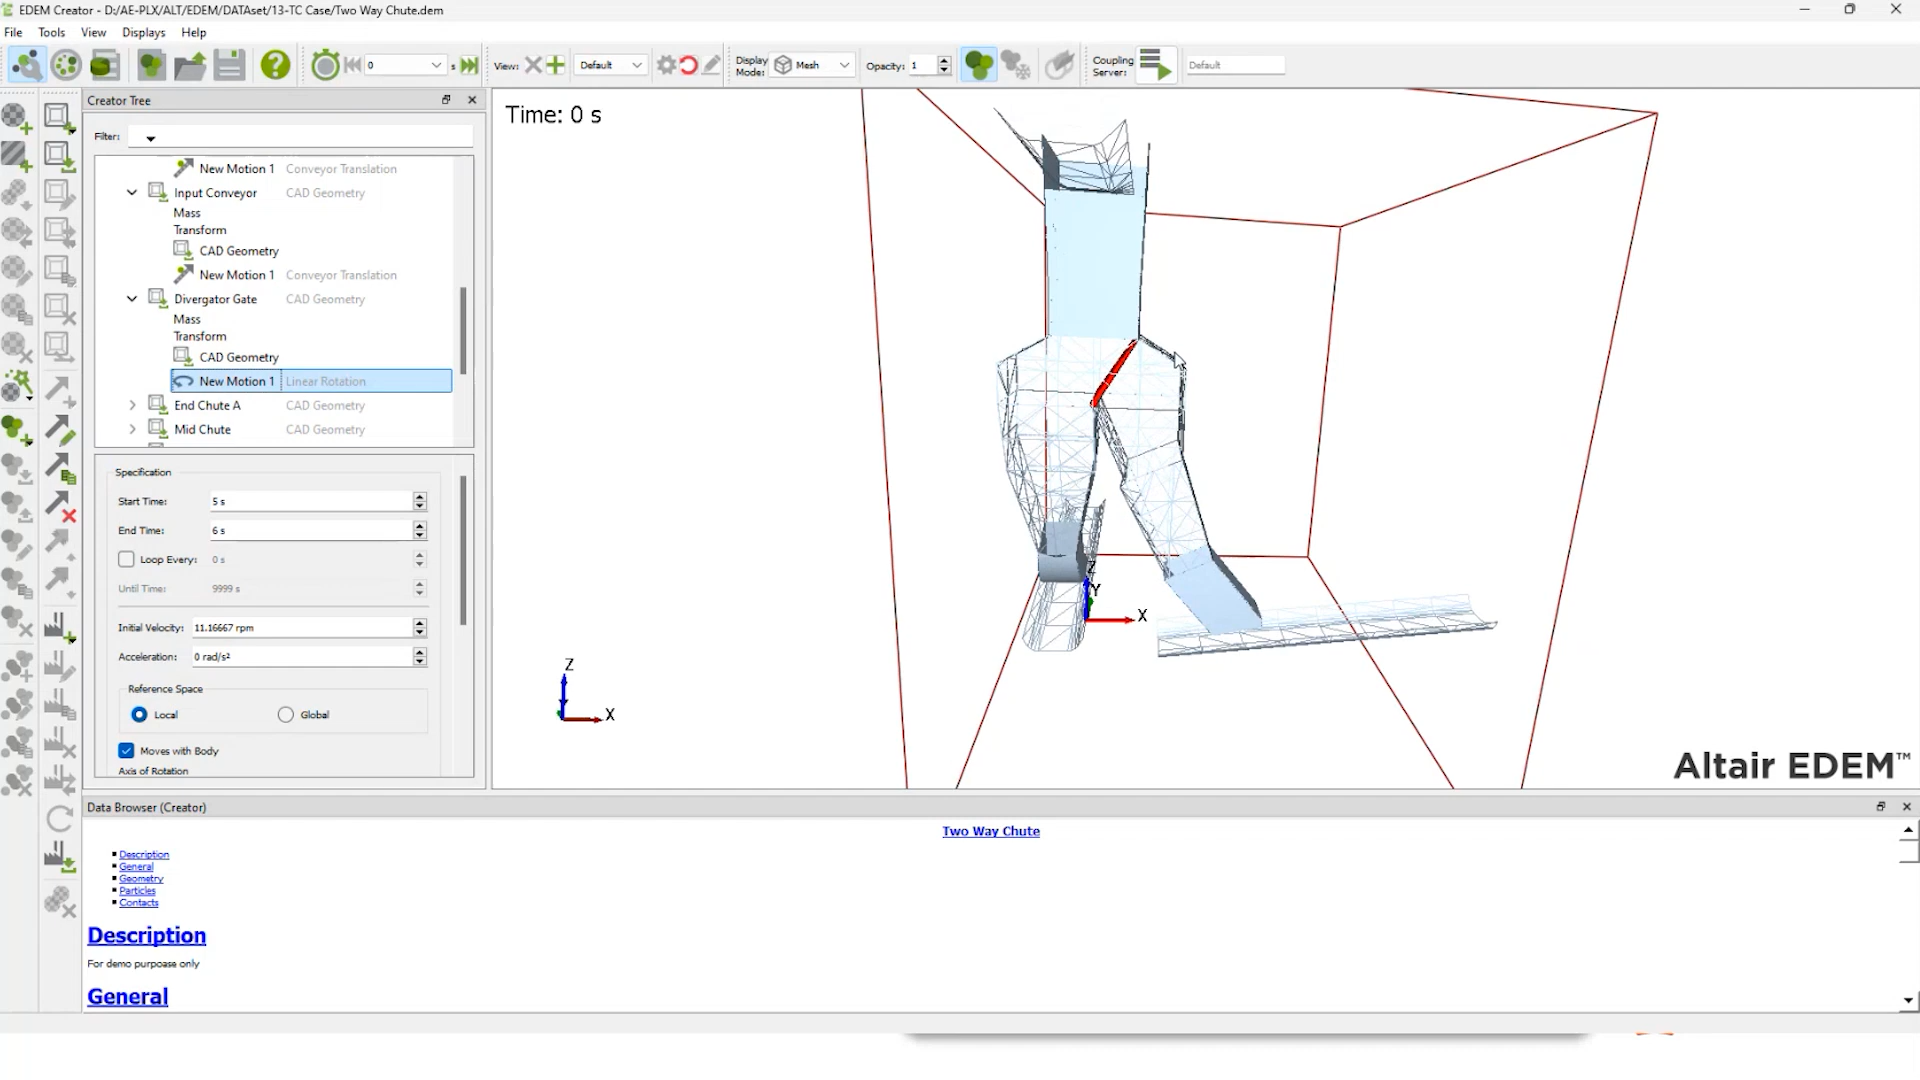 EDEM Creator - D:/AE-PLX/ALT/EDEM/DATAset/13-TC Case/Two Way Chute.dem
File Tools View Displays Help
0 s View: Default Display Mode: Mesh Opacity: 1 Coupling Server: Default
Creator Tree
Filter:
New Motion 1 Conveyor Translation
Input Conveyor CAD Geometry
Mass
Transform
CAD Geometry
New Motion 1 Conveyor Translation
Divergator Gate CAD Geometry
Mass
Transform
CAD Geometry
New Motion 1 Linear Rotation
End Chute A CAD Geometry
Mid Chute CAD Geometry
Specification
Start Time: 5 s
End Time: 6 s
Loop Every: 0 s
Until Time: 9999 s
Initial Velocity: 11.16667 rpm
Acceleration: 0 rad/s²
Reference Space
Local Global
Moves with Body
Axis of Rotation
Time: 0 s
Z
Y
X
Z
X
Altair EDEM™
Data Browser (Creator)
Two Way Chute
Description
General
Geometry
Particles
Contacts
Description
For demo purpoase only
General